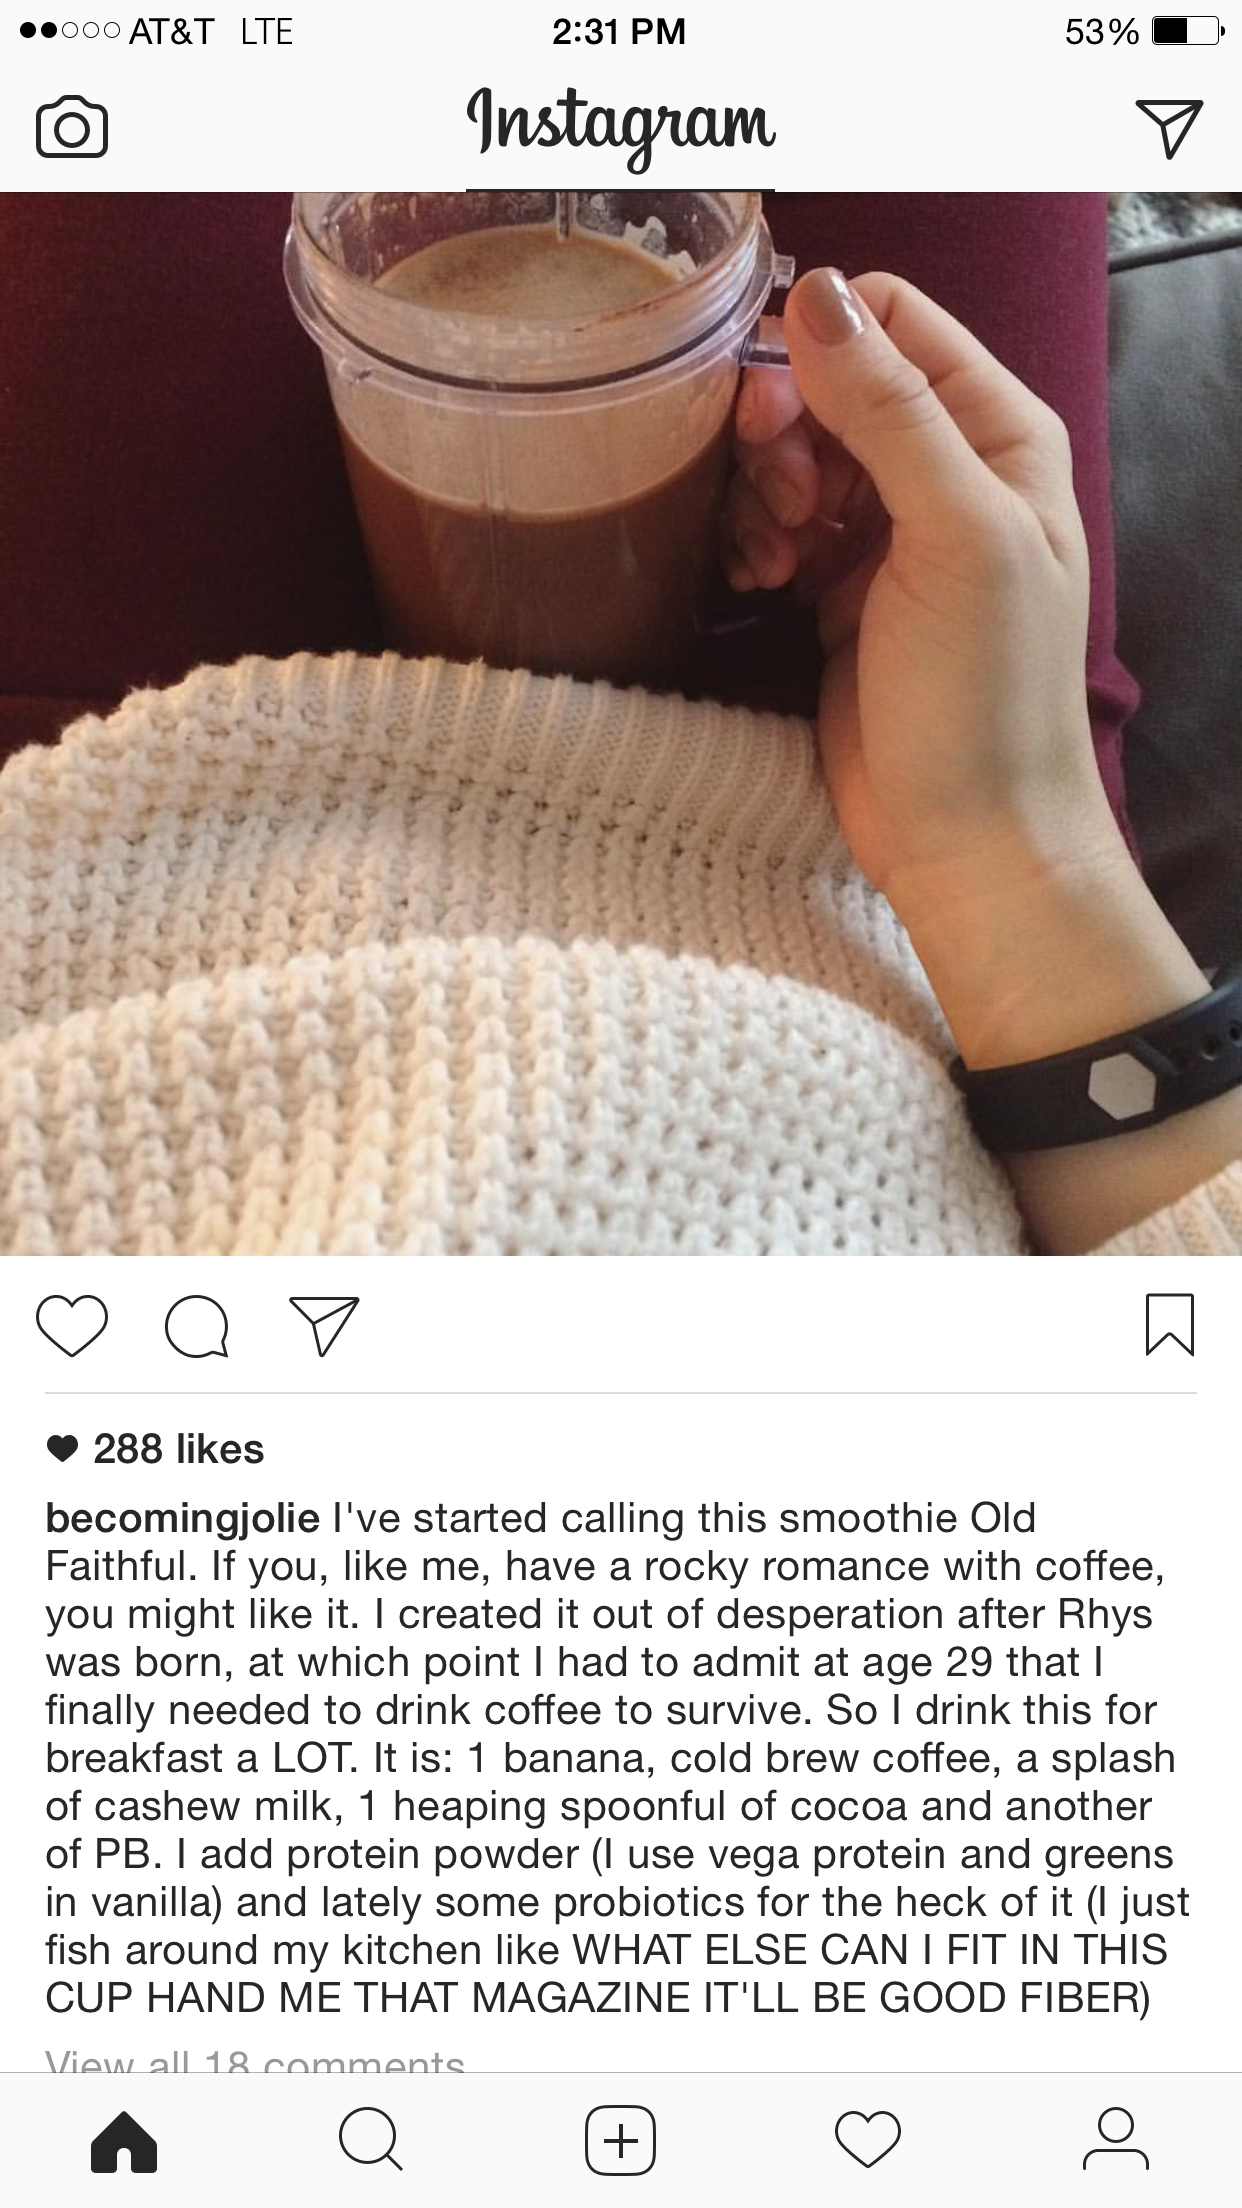 AT&T LTE 2:31 PM 53%
Instagram
288 likes
becomingjolie I've started calling this smoothie Old
Faithful. If you, like me, have a rocky romance with coffee,
you might like it. I created it out of desperation after Rhys
was born, at which point I had to admit at age 29 that I
finally needed to drink coffee to survive. So I drink this for
breakfast a LOT. It is: 1 banana, cold brew coffee, a splash
of cashew milk, 1 heaping spoonful of cocoa and another
of PB. I add protein powder (I use vega protein and greens
in vanilla) and lately some probiotics for the heck of it (I just
fish around my kitchen like WHAT ELSE CAN I FIT IN THIS
CUP HAND ME THAT MAGAZINE IT'LL BE GOOD FIBER)
View all 18 comments